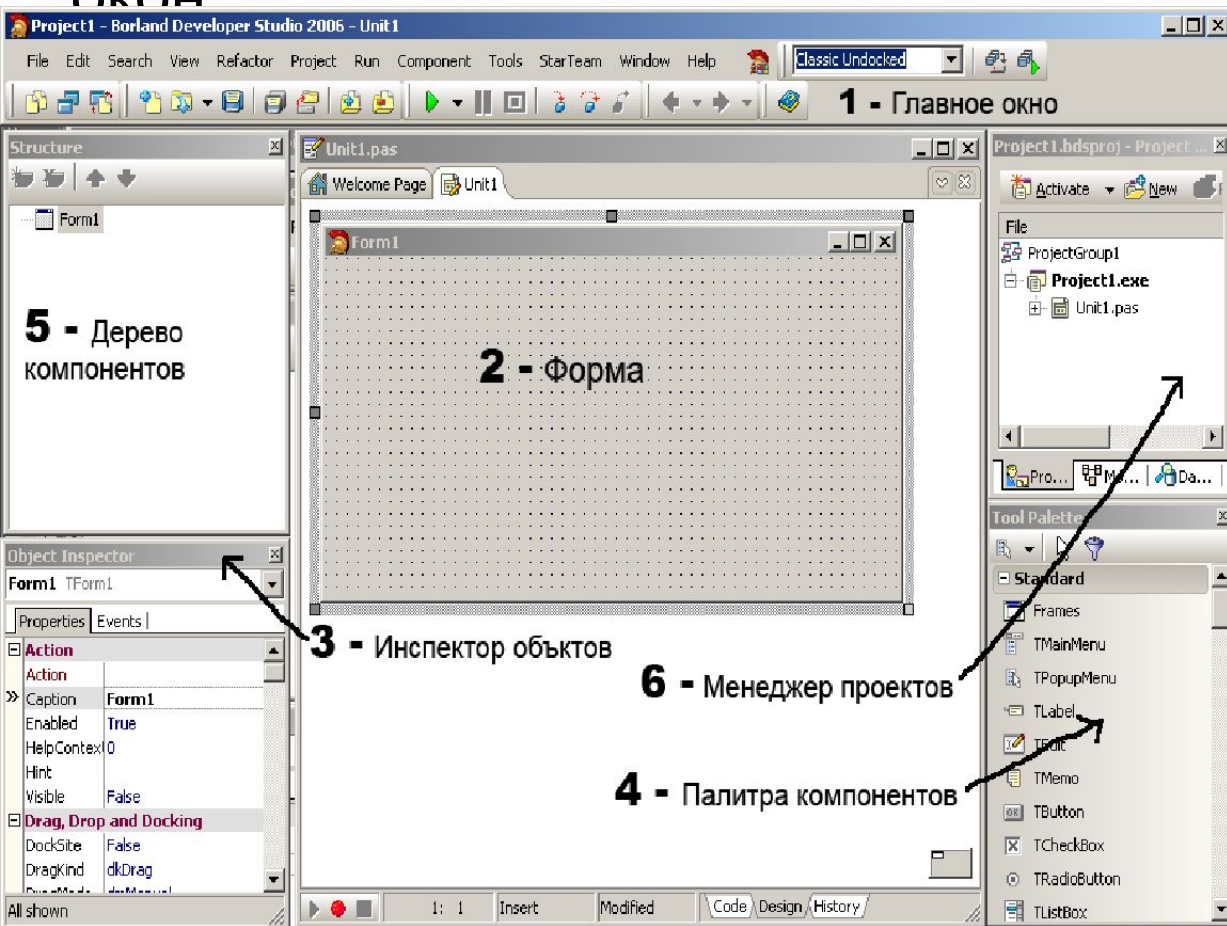 Project1 - Borland Developer Studio 2006 - Unit1
File Edit Search View Refactor Project Run Component Tools StarTeam Window Help Classic Undocked
1 - Главное окно
Structure
Form1
5 - Дерево
компонентов
Unit1.pas
Welcome Page Unit1
Form1
2 - Форма
Project1.bdsproj - Project ...
Activate New
File
ProjectGroup1
Project1.exe
Unit1.pas
Pro... Da...
Object Inspector
Form1 TForm1
Properties Events
Action
Action
Caption Form1
Enabled True
HelpContext 0
Hint
Visible False
Drag, Drop and Docking
DockSite False
DragKind dkDrag
All shown
3 - Инспектор объктов
6 - Менеджер проектов
4 - Палитра компонентов
1: 1 Insert Modified Code Design History
Tool Palette
Standard
Frames
TMainMenu
TPopupMenu
TLabel
TEdit
TMemo
TButton
TCheckBox
TRadioButton
TListBox